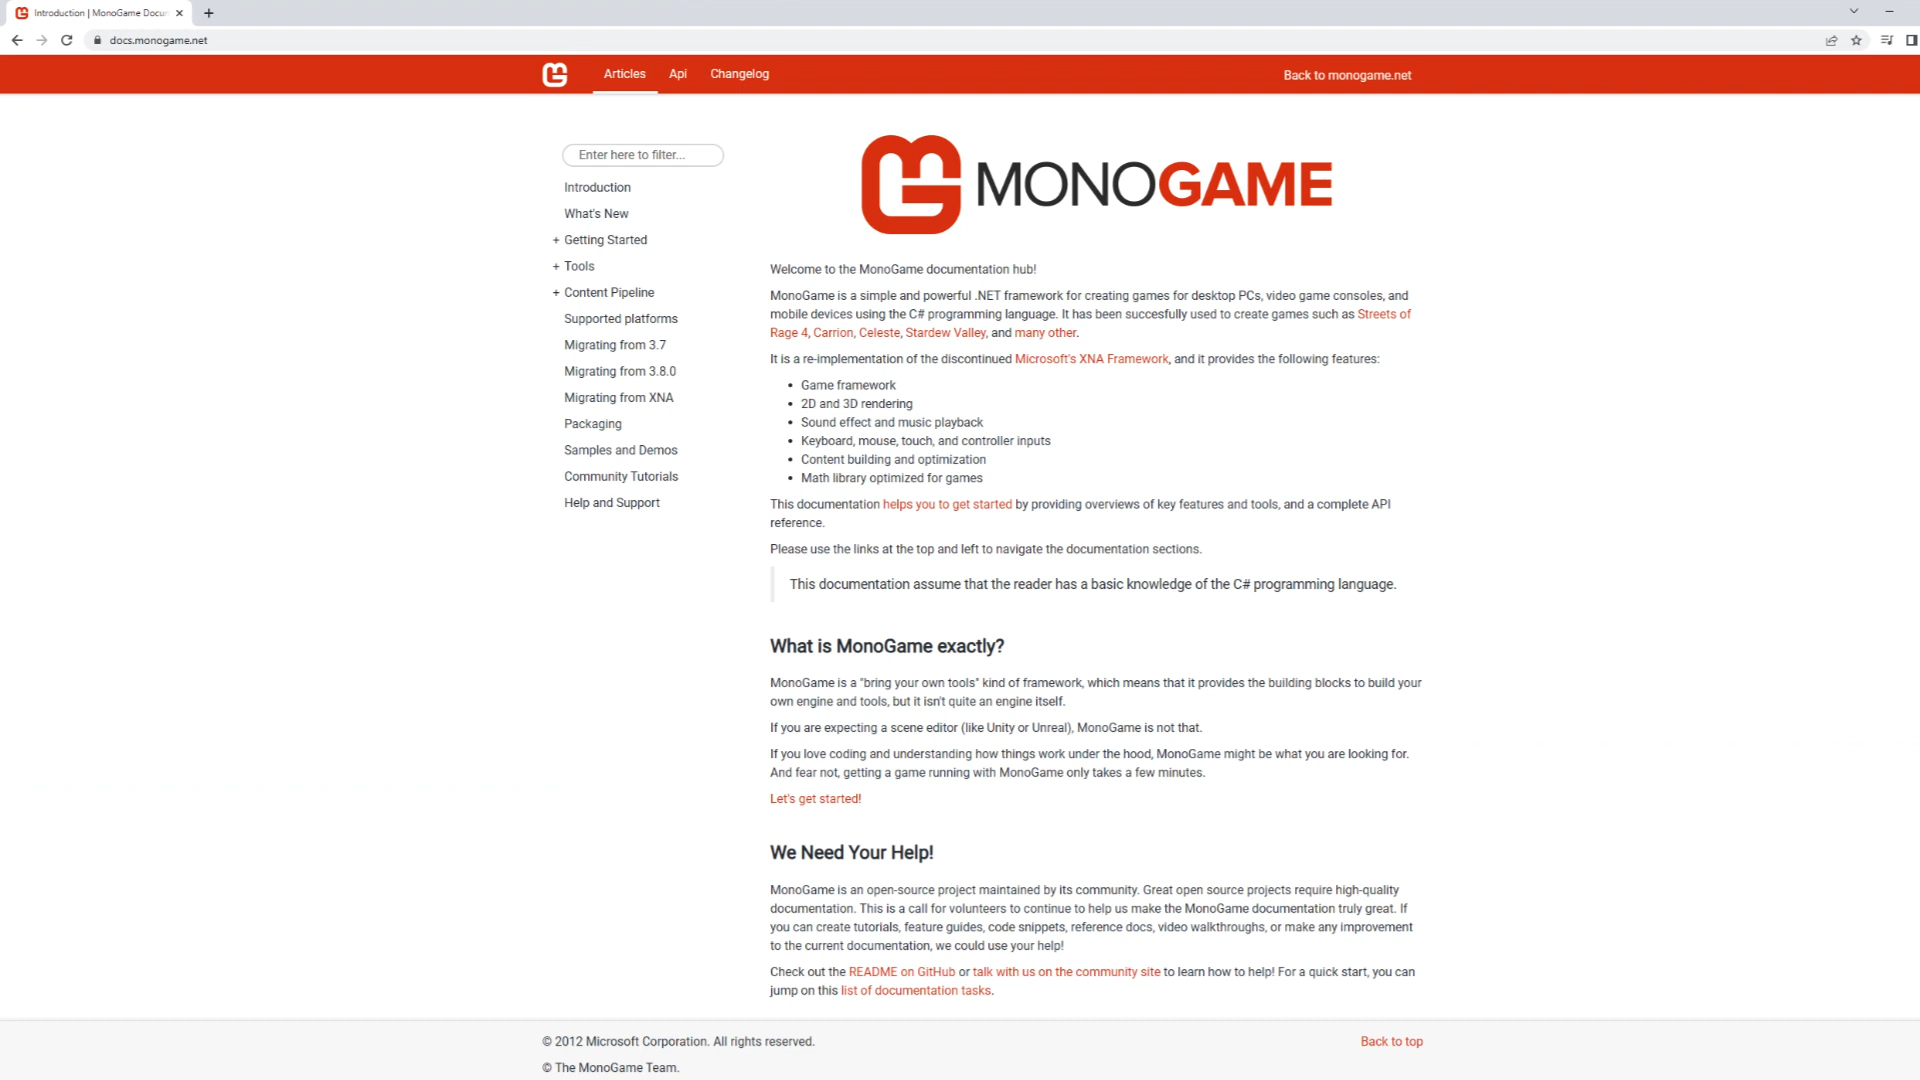 Introduction | MonoGame Docu
docs.monogame.net
Articles
Api
Changelog
Back to monogame.net
Enter here to filter...
Introduction
What's New
+ Getting Started
+ Tools
+ Content Pipeline
Supported platforms
Migrating from 3.7
Migrating from 3.8.0
Migrating from XNA
Packaging
Samples and Demos
Community Tutorials
Help and Support
MONOGAME
Welcome to the MonoGame documentation hub!
MonoGame is a simple and powerful .NET framework for creating games for desktop PCs, video game consoles, and
mobile devices using the C# programming language. It has been succesfully used to create games such as Streets of
Rage 4, Carrion, Celeste, Stardew Valley, and many other.
It is a re-implementation of the discontinued Microsoft's XNA Framework, and it provides the following features:
• Game framework
• 2D and 3D rendering
• Sound effect and music playback
• Keyboard, mouse, touch, and controller inputs
• Content building and optimization
• Math library optimized for games
This documentation helps you to get started by providing overviews of key features and tools, and a complete API
reference.
Please use the links at the top and left to navigate the documentation sections.
This documentation assume that the reader has a basic knowledge of the C# programming language.
What is MonoGame exactly?
MonoGame is a "bring your own tools" kind of framework, which means that it provides the building blocks to build your
own engine and tools, but it isn't quite an engine itself.
If you are expecting a scene editor (like Unity or Unreal), MonoGame is not that.
If you love coding and understanding how things work under the hood, MonoGame might be what you are looking for.
And fear not, getting a game running with MonoGame only takes a few minutes.
Let's get started!
We Need Your Help!
MonoGame is an open-source project maintained by its community. Great open source projects require high-quality
documentation. This is a call for volunteers to continue to help us make the MonoGame documentation truly great. If
you can create tutorials, feature guides, code snippets, reference docs, video walkthroughs, or make any improvement
to the current documentation, we could use your help!
Check out the README on GitHub or talk with us on the community site to learn how to help! For a quick start, you can
jump on this list of documentation tasks.
© 2012 Microsoft Corporation. All rights reserved.
Back to top
© The MonoGame Team.